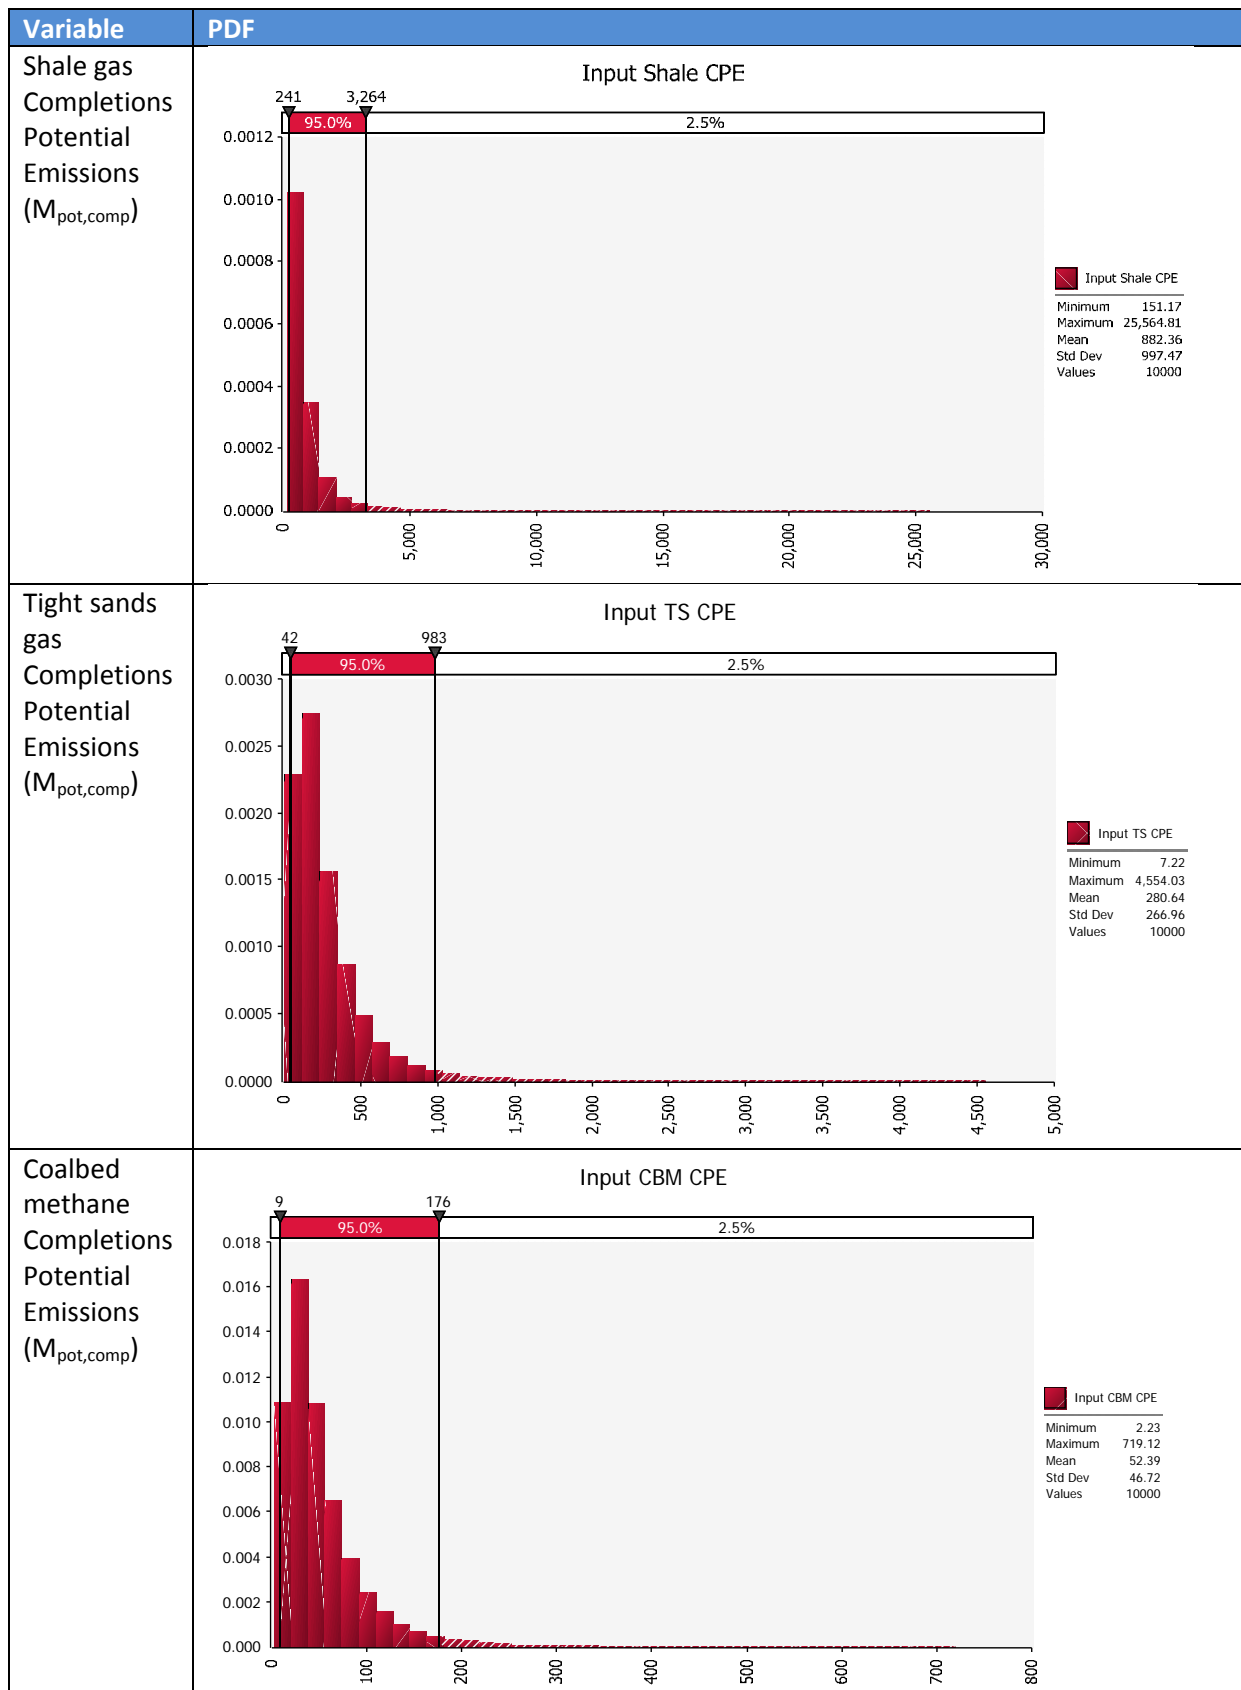 Variable PDF
Shale gas
Completions
Potential
Emissions
(Mpot,comp)
Input Shale CPE
241 3,264
95.0% 2.5%
0.0012
0.0010
0.0008
0.0006
0.0004
0.0002
0.0000
0 5,000 10,000 15,000 20,000 25,000 30,000
Input Shale CPE
Minimum 151.17
Maximum 25,564.81
Mean 882.36
Std Dev 997.47
Values 10000
Tight sands
gas
Completions
Potential
Emissions
(Mpot,comp)
Input TS CPE
42 983
95.0% 2.5%
0.0030
0.0025
0.0020
0.0015
0.0010
0.0005
0.0000
0 500 1,000 1,500 2,000 2,500 3,000 3,500 4,000 4,500 5,000
Input TS CPE
Minimum 7.22
Maximum 4,554.03
Mean 280.64
Std Dev 266.96
Values 10000
Coalbed
methane
Completions
Potential
Emissions
(Mpot,comp)
Input CBM CPE
9 176
95.0% 2.5%
0.018
0.016
0.014
0.012
0.010
0.008
0.006
0.004
0.002
0.000
0 100 200 300 400 500 600 700 800
Input CBM CPE
Minimum 2.23
Maximum 719.12
Mean 52.39
Std Dev 46.72
Values 10000